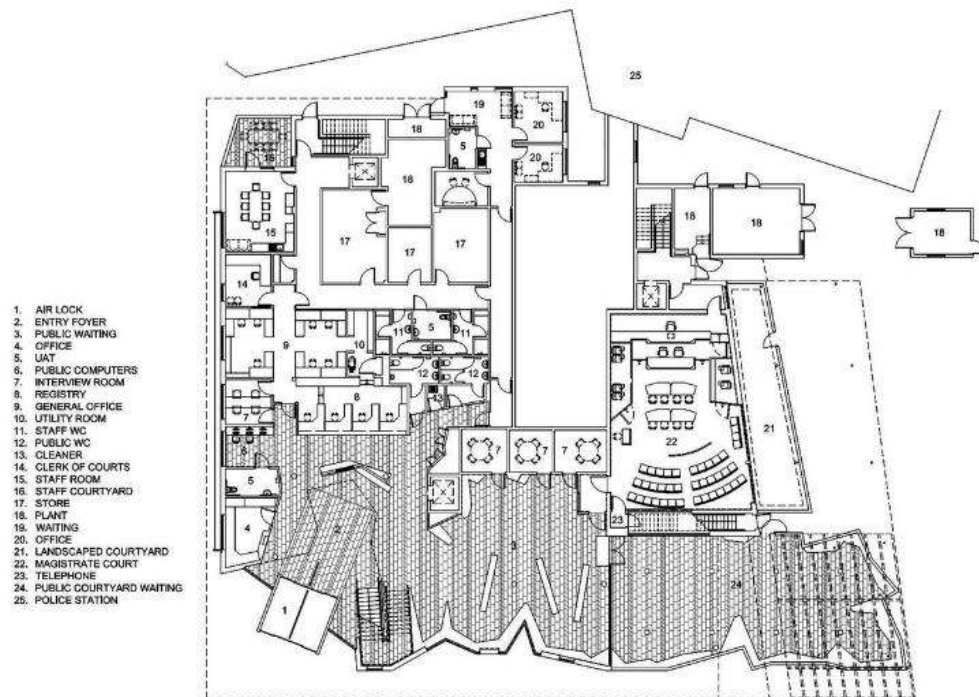 25
19
20
18
16
5
20
18
18
18
18
15
17
17
17
14
1. AIR LOCK
2. ENTRY FOYER
3. PUBLIC WAITING
4. OFFICE
5. UAT
6. PUBLIC COMPUTERS
7. INTERVIEW ROOM
8. REGISTRY
9. GENERAL OFFICE
10. UTILITY ROOM
11. STAFF WC
12. PUBLIC WC
13. CLEANER
14. CLERK OF COURTS
15. STAFF ROOM
16. STAFF COURTYARD
17. STORE
18. PLANT
19. WAITING
20. OFFICE
21. LANDSCAPED COURTYARD
22. MAGISTRATE COURT
23. TELEPHONE
24. PUBLIC COURTYARD WAITING
25. POLICE STATION
11
5
11
9
10
12
12
8
13
7
21
22
6
7
7
7
5
23
4
2
3
24
1